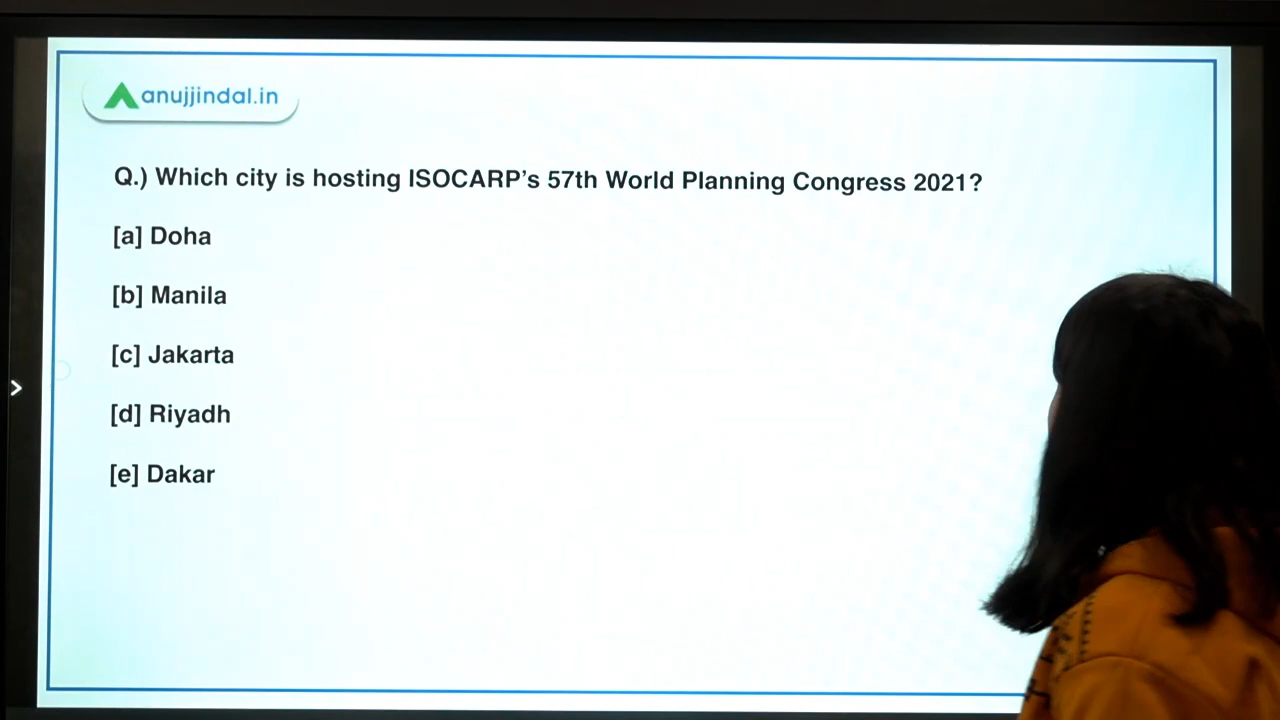 anujjindal.in
Q.) Which city is hosting ISOCARP’s 57th World Planning Congress 2021?
[a] Doha
[b] Manila
[c] Jakarta
[d] Riyadh
[e] Dakar